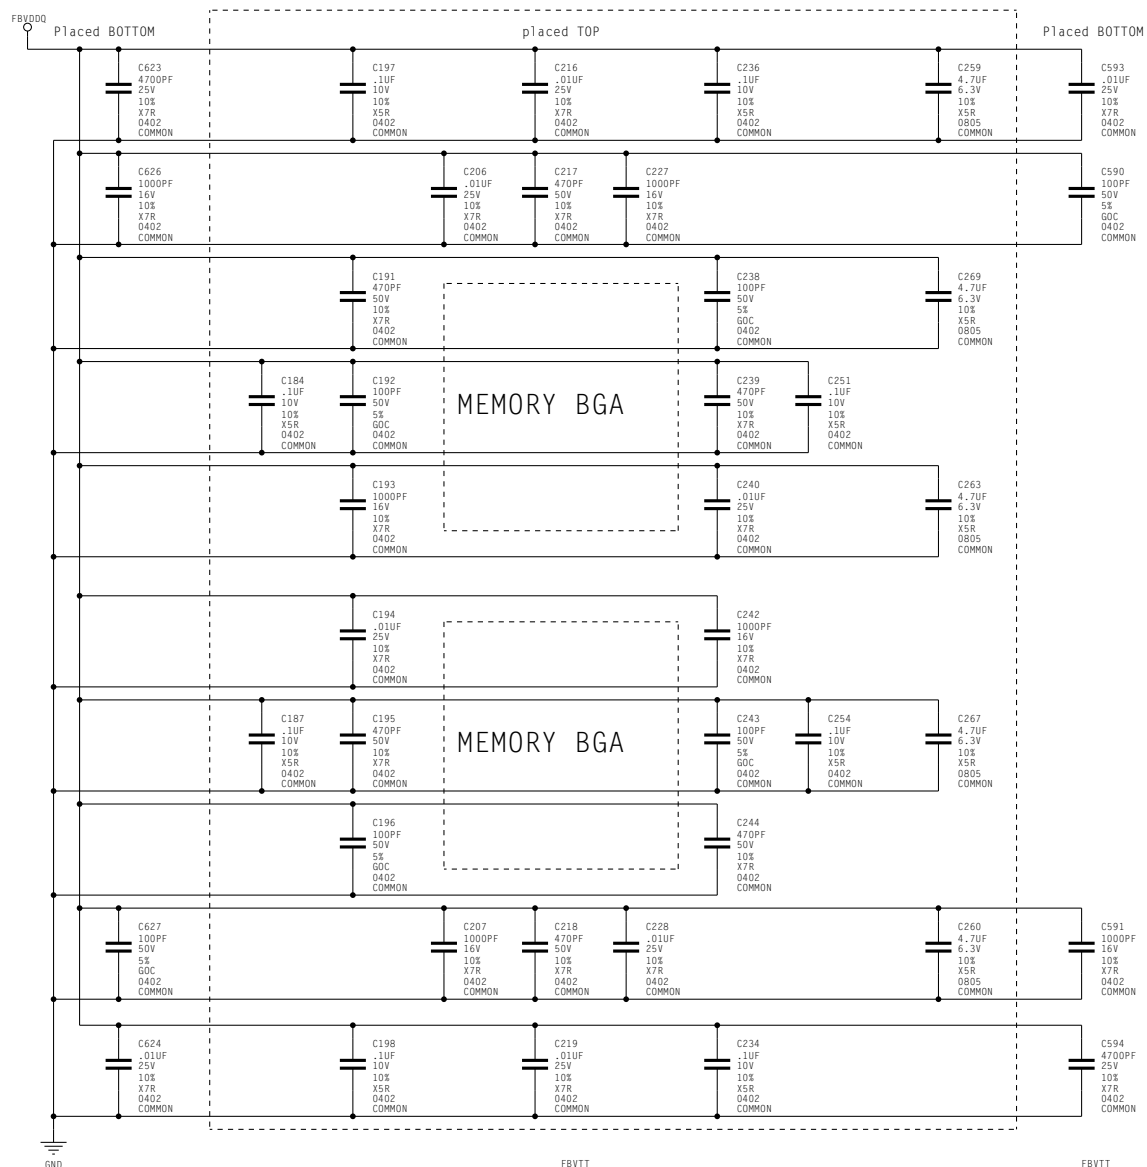 FBVDDQ
Placed BOTTOM
placed TOP
Placed BOTTOM
C623
4700PF
25V
10%
X7R
0402
COMMON
C197
.1UF
10V
10%
X5R
0402
COMMON
C216
.01UF
25V
10%
X7R
0402
COMMON
C236
.1UF
10V
10%
X5R
0402
COMMON
C259
4.7UF
6.3V
10%
X5R
0805
COMMON
C593
.01UF
25V
10%
X7R
0402
COMMON
C626
1000PF
16V
10%
X7R
0402
COMMON
C206
.01UF
25V
10%
X7R
0402
COMMON
C217
470PF
50V
10%
X7R
0402
COMMON
C227
1000PF
16V
10%
X7R
0402
COMMON
C590
100PF
50V
5%
GOC
0402
COMMON
C191
470PF
50V
10%
X7R
0402
COMMON
C238
100PF
50V
5%
GOC
0402
COMMON
C269
4.7UF
6.3V
10%
X5R
0805
COMMON
C184
.1UF
10V
10%
X5R
0402
COMMON
C192
100PF
50V
5%
GOC
0402
COMMON
MEMORY BGA
C239
470PF
50V
10%
X7R
0402
COMMON
C251
.1UF
10V
10%
X5R
0402
COMMON
C193
1000PF
16V
10%
X7R
0402
COMMON
C240
.01UF
25V
10%
X7R
0402
COMMON
C263
4.7UF
6.3V
10%
X5R
0805
COMMON
C194
.01UF
25V
10%
X7R
0402
COMMON
C242
1000PF
16V
10%
X7R
0402
COMMON
C187
.1UF
10V
10%
X5R
0402
COMMON
C195
470PF
50V
10%
X7R
0402
COMMON
MEMORY BGA
C243
100PF
50V
5%
GOC
0402
COMMON
C254
.1UF
10V
10%
X5R
0402
COMMON
C267
4.7UF
6.3V
10%
X5R
0805
COMMON
C196
100PF
50V
5%
GOC
0402
COMMON
C244
470PF
50V
10%
X7R
0402
COMMON
C627
100PF
50V
5%
GOC
0402
COMMON
C207
1000PF
16V
10%
X7R
0402
COMMON
C218
470PF
50V
10%
X7R
0402
COMMON
C228
.01UF
25V
10%
X7R
0402
COMMON
C260
4.7UF
6.3V
10%
X5R
0805
COMMON
C591
1000PF
16V
10%
X7R
0402
COMMON
C624
.01UF
25V
10%
X7R
0402
COMMON
C198
.1UF
10V
10%
X5R
0402
COMMON
C219
.01UF
25V
10%
X7R
0402
COMMON
C234
.1UF
10V
10%
X5R
0402
COMMON
C594
4700PF
25V
10%
X7R
0402
COMMON
GND
FBVTT
FBVTT